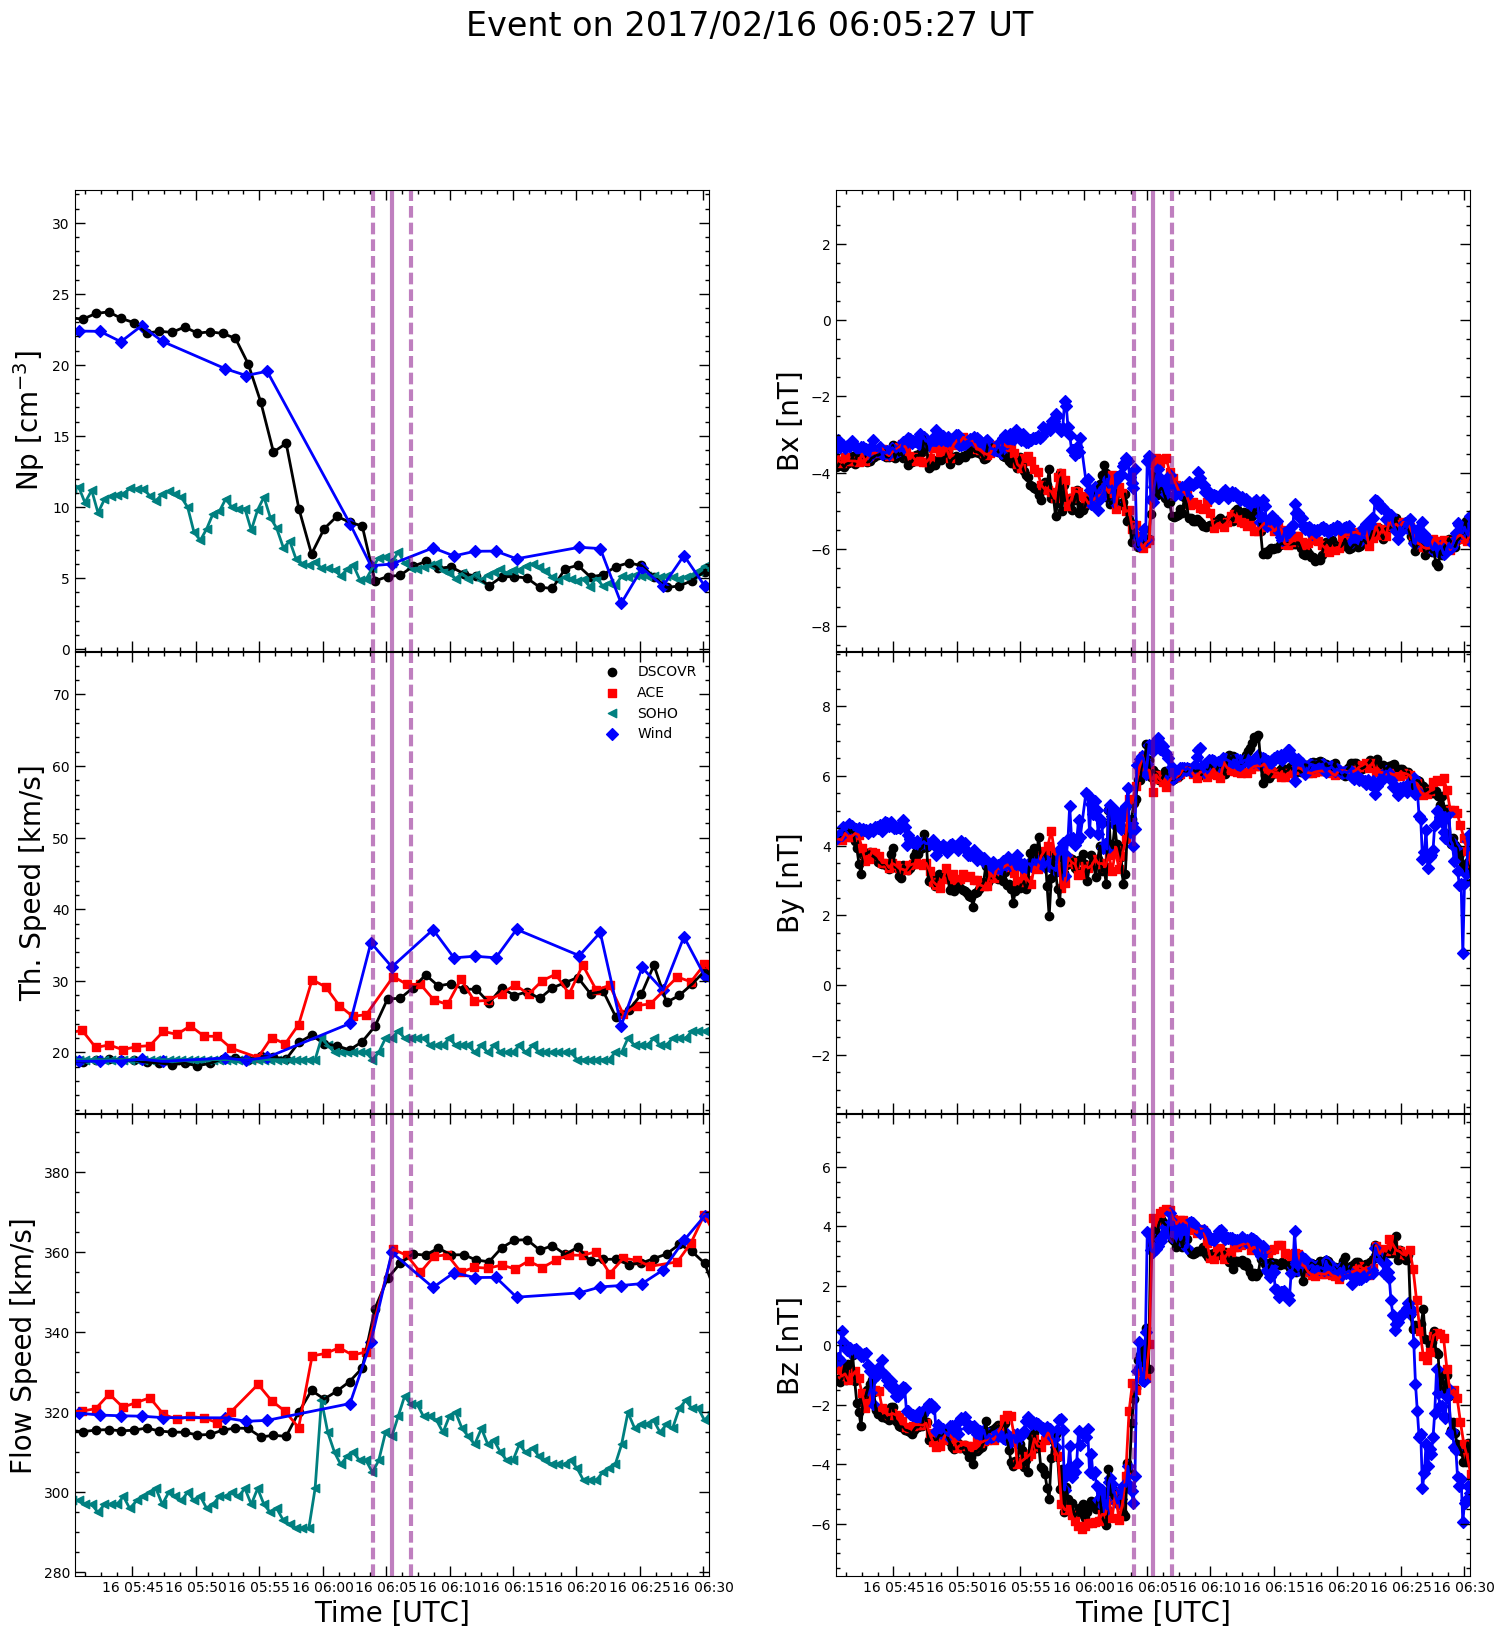 Event on 2017/02/16 06:05:27 UT
Np [cm⁻³]
30
25
20
15
10
5
0
Th. Speed [km/s]
70
60
50
40
30
20
DSCOVR
ACE
SOHO
Wind
Flow Speed [km/s]
380
360
340
320
300
280
16 05:45 16 05:50 16 05:55 16 06:00 16 06:05 16 06:10 16 06:15 16 06:20 16 06:25 16 06:30
Time [UTC]
Bx [nT]
2
0
−2
−4
−6
−8
By [nT]
8
6
4
2
0
−2
Bz [nT]
6
4
2
0
−2
−4
−6
16 05:45 16 05:50 16 05:55 16 06:00 16 06:05 16 06:10 16 06:15 16 06:20 16 06:25 16 06:30
Time [UTC]